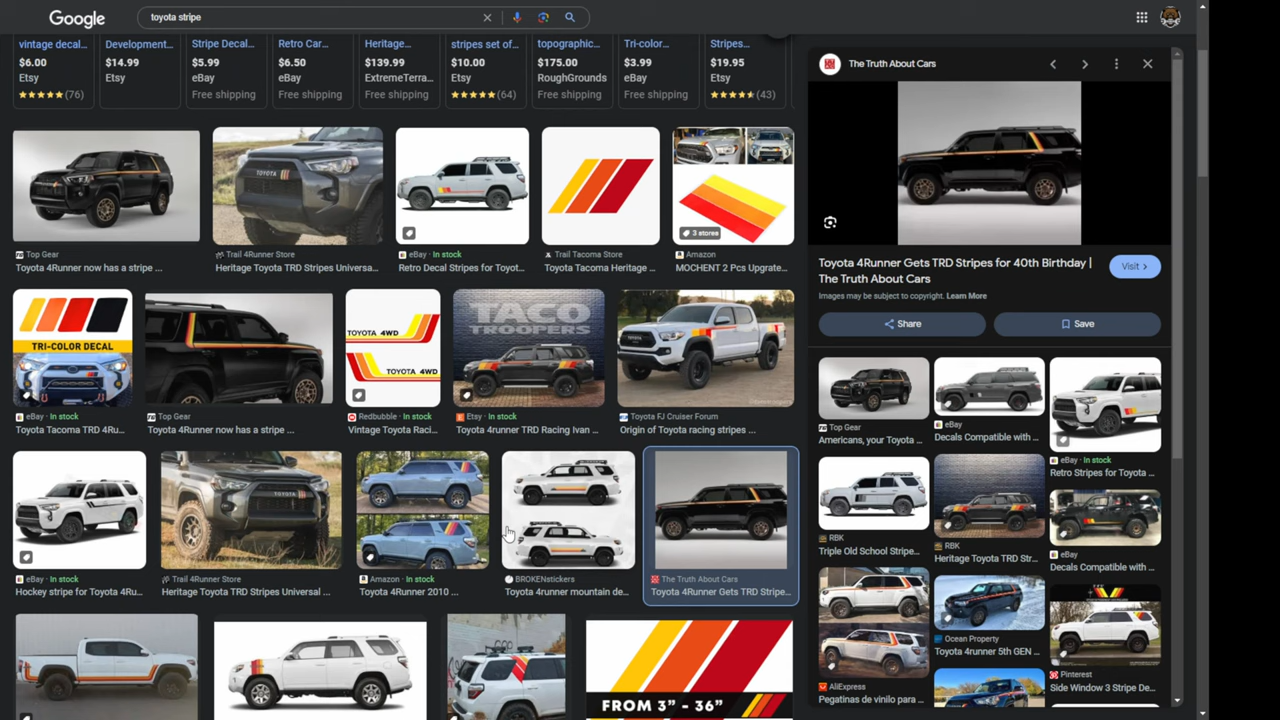 Google
toyota stripe
vintage decal...
$6.00
Etsy
(76)
Development...
$14.99
Etsy
Stripe Decal...
$5.99
eBay
Free shipping
Retro Car...
$6.50
eBay
Free shipping
Heritage...
$139.99
ExtremeTerra...
Free shipping
stripes set of...
$10.00
Etsy
(64)
topographic...
$175.00
RoughGrounds
Free shipping
Tri-color...
$3.99
eBay
Free shipping
Stripes...
$19.95
Etsy
(43)
Top Gear
Toyota 4Runner now has a stripe ...
TOYOTA
Trail 4Runner Store
Heritage Toyota TRD Stripes Universa...
eBay · In stock
Retro Decal Stripes for Toyot...
Trail Tacoma Store
Toyota Tacoma Heritage ...
3 stores
Amazon
MOCHENT 2 Pcs Upgrate...
TRI-COLOR DECAL
eBay · In stock
Toyota Tacoma TRD 4Ru...
Top Gear
Toyota 4Runner now has a stripe ...
TOYOTA 4WD
TOYOTA 4WD
Redbubble · In stock
Vintage Toyota Raci...
TACO
TROOPERS
Etsy · In stock
Toyota 4runner TRD Racing Ivan ...
Toyota FJ Cruiser Forum
Origin of Toyota racing stripes ...
eBay · In stock
Hockey stripe for Toyota 4Ru...
TOYOTA
Trail 4Runner Store
Heritage Toyota TRD Stripes Universal ...
Amazon · In stock
Toyota 4Runner 2010 ...
BROKENstickers
Toyota 4runner mountain de...
The Truth About Cars
Toyota 4Runner Gets TRD Stripe...
FROM 3” - 36”
The Truth About Cars
Toyota 4Runner Gets TRD Stripes for 40th Birthday |
The Truth About Cars
Visit
Images may be subject to copyright. Learn More
Share
Save
Top Gear
Americans, your Toyota ...
eBay
Decals Compatible with ...
eBay · In stock
Retro Stripes for Toyota ...
RBK
Triple Old School Stripe...
RBK
Heritage Toyota TRD Str...
eBay
Decals Compatible with ...
AliExpress
Pegatinas de vinilo para ...
Ocean Property
Toyota 4runner 5th GEN ...
Pinterest
Side Window 3 Stripe De...